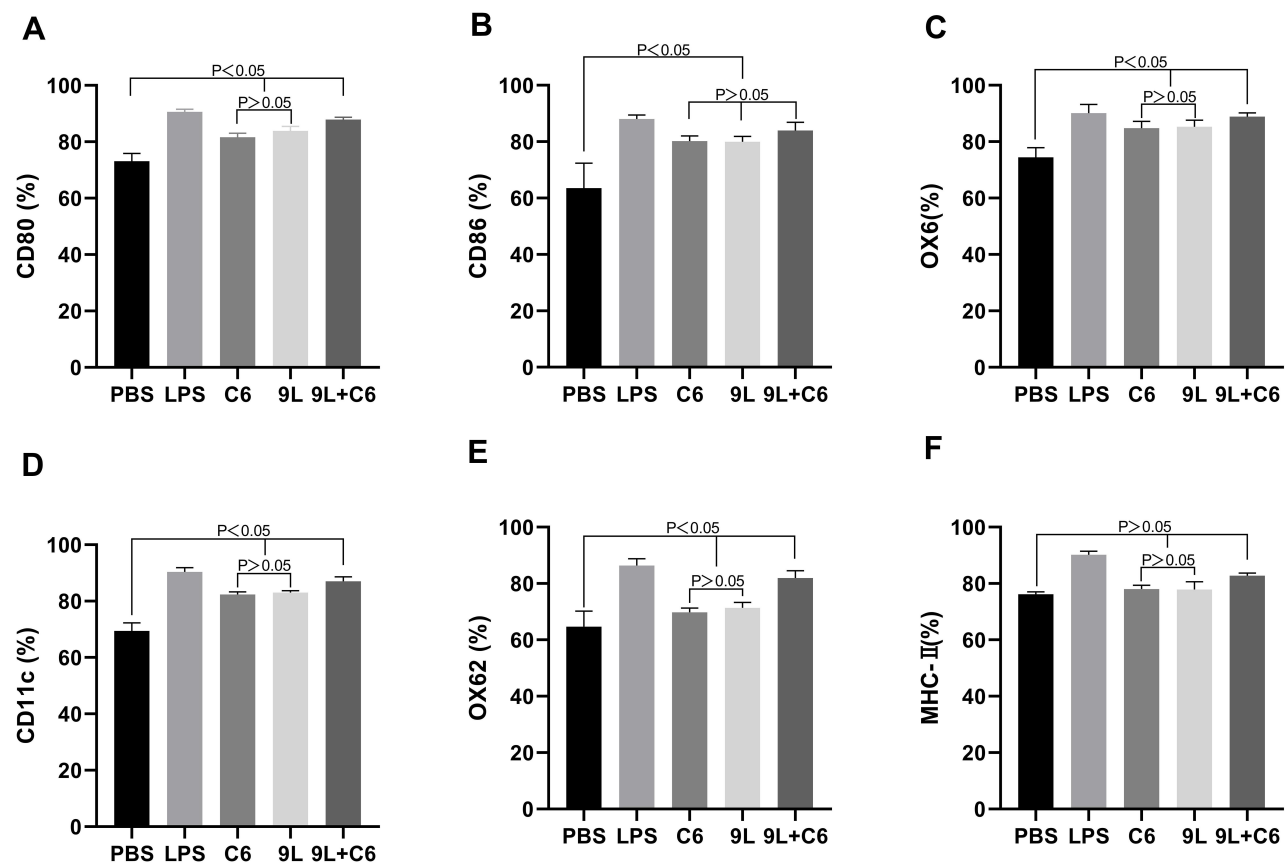 A
P＜0.05
P＞0.05
CD80 (%)
100
80
60
40
20
0
PBS LPS C6 9L 9L+C6
B
P＜0.05
P＞0.05
CD86 (%)
100
80
60
40
20
0
PBS LPS C6 9L 9L+C6
C
P＜0.05
P＞0.05
OX6(%)
100
80
60
40
20
0
PBS LPS C6 9L 9L+C6
D
P＜0.05
P＞0.05
CD11c (%)
100
80
60
40
20
0
PBS LPS C6 9L 9L+C6
E
P＜0.05
P＞0.05
OX62 (%)
100
80
60
40
20
0
PBS LPS C6 9L 9L+C6
F
P＞0.05
P＞0.05
MHC-Ⅱ(%)
100
80
60
40
20
0
PBS LPS C6 9L 9L+C6